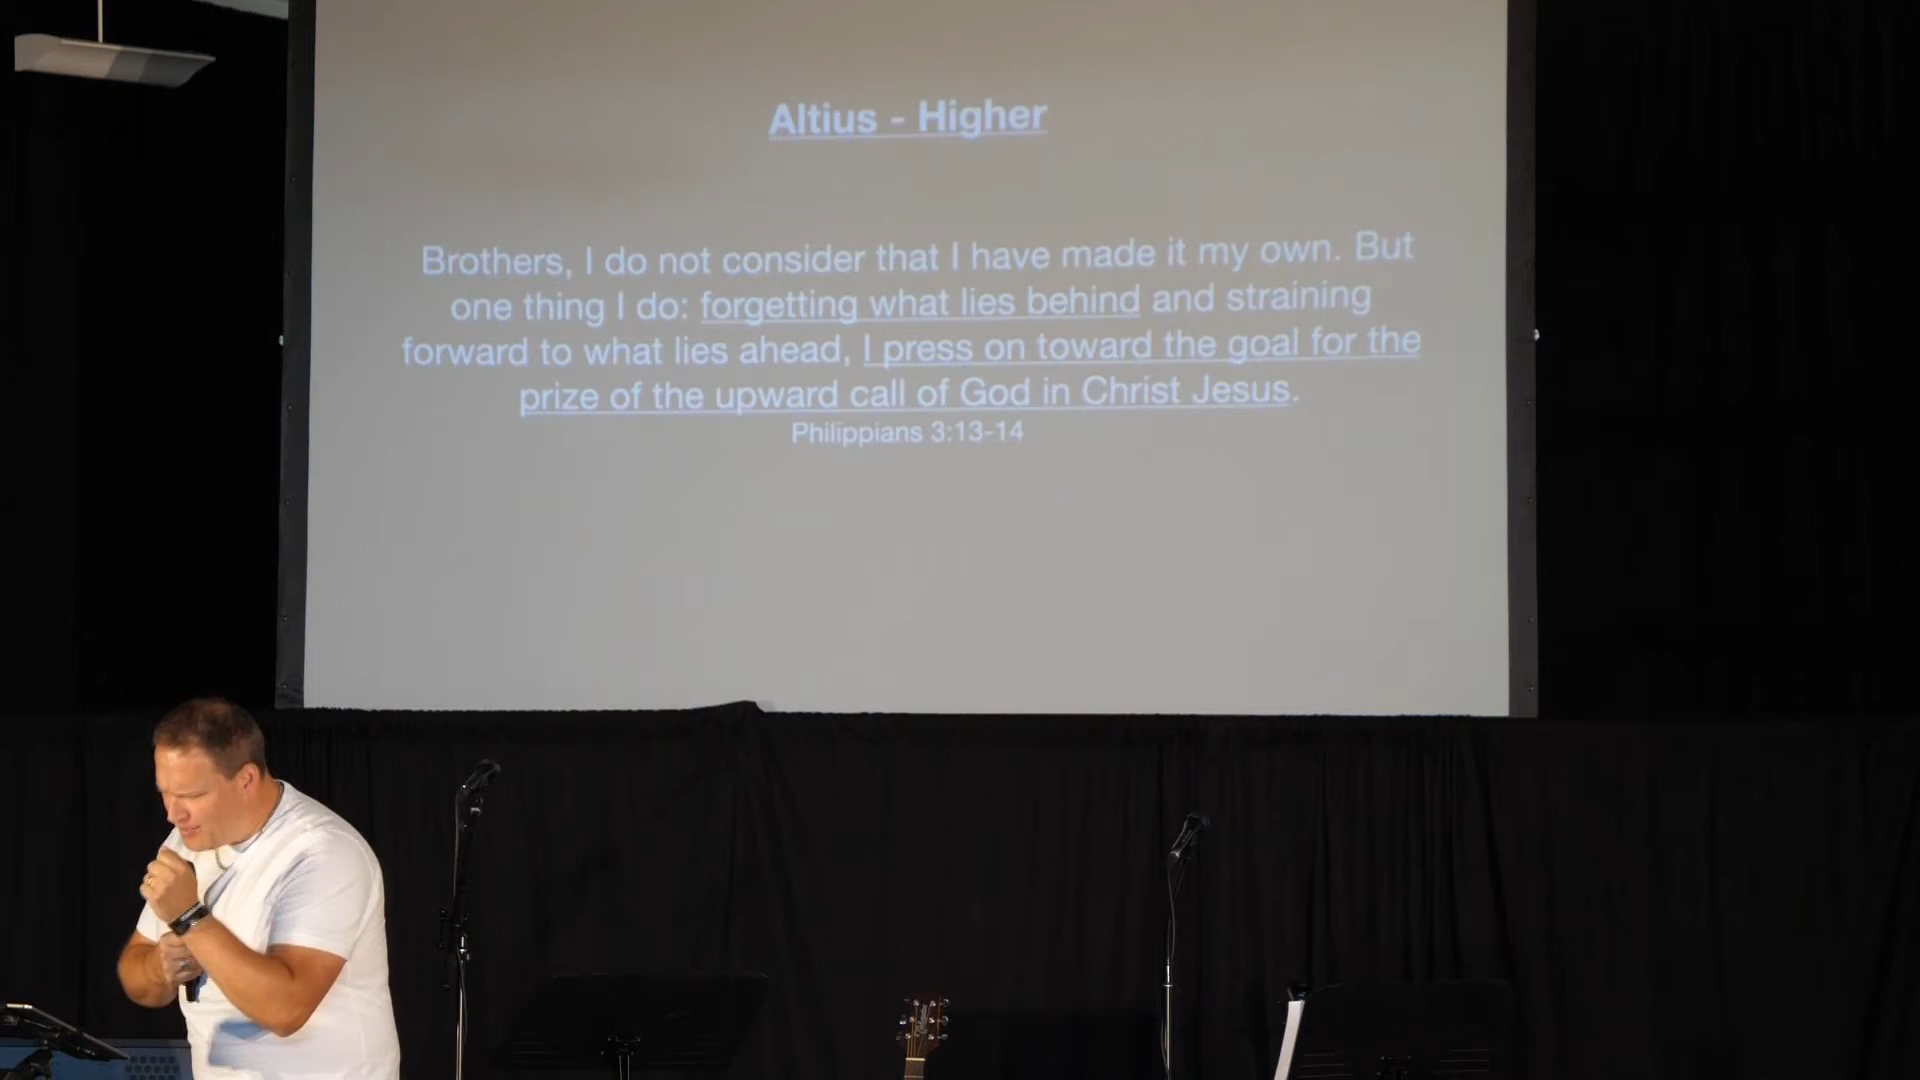 Altius - Higher
Brothers, I do not consider that I have made it my own. But
one thing I do: forgetting what lies behind and straining
forward to what lies ahead, I press on toward the goal for the
prize of the upward call of God in Christ Jesus.
Philippians 3:13-14